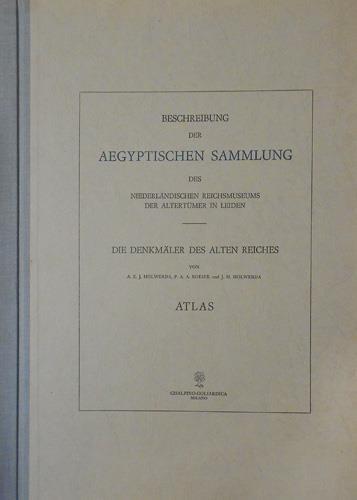 BESCHREIBUNG
DER
AEGYPTISCHEN SAMMLUNG
DES
NIEDERLÄNDISCHEN REICHSMUSEUMS
DER ALTERTÜMER IN LEIDEN
DIE DENKMÄLER DES ALTEN REICHES
VON
A. E. J. HOLWERDA, P. A. A. BOESER und J. H. HOLWERDA
ATLAS
CISALPINO-GOLIARDICA
MILANO